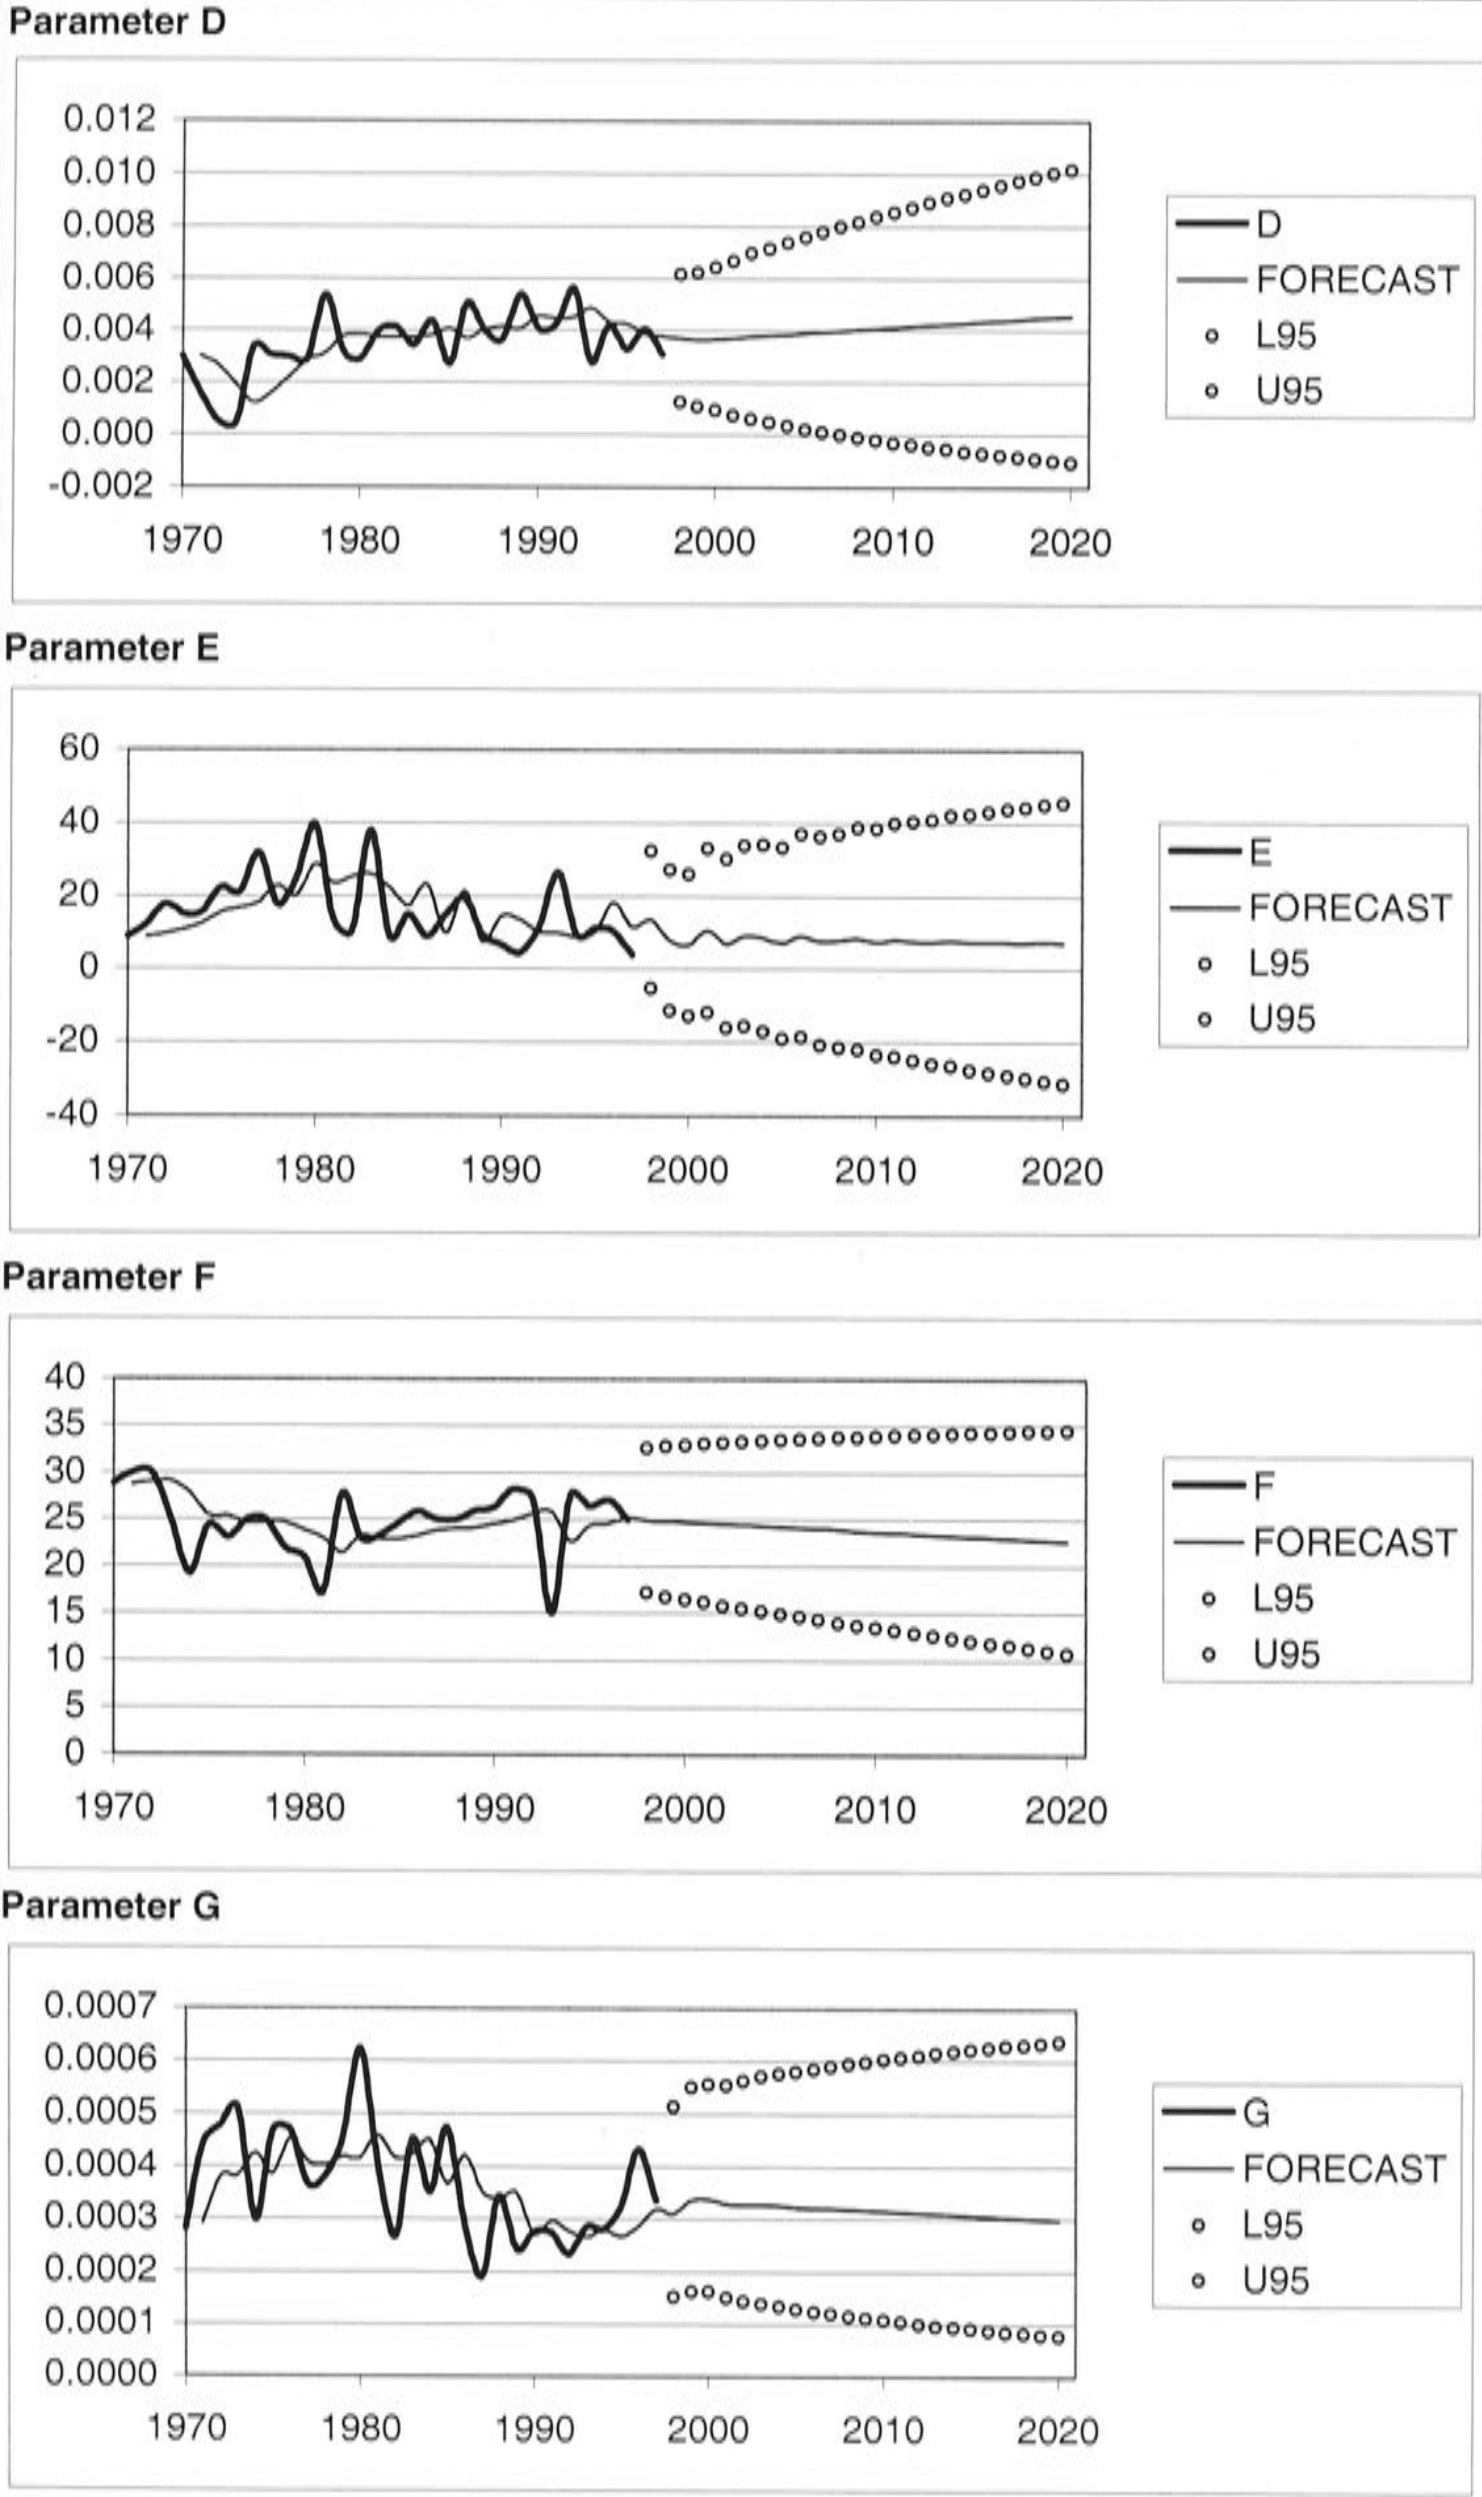 Parameter D
0.012
0.010
0.008
0.006
0.004
0.002
0.000
-0.002
1970 1980 1990 2000 2010 2020
D
FORECAST
L95
U95
Parameter E
60
40
20
0
-20
-40
1970 1980 1990 2000 2010 2020
E
FORECAST
L95
U95
Parameter F
40
35
30
25
20
15
10
5
0
1970 1980 1990 2000 2010 2020
F
FORECAST
L95
U95
Parameter G
0.0007
0.0006
0.0005
0.0004
0.0003
0.0002
0.0001
0.0000
1970 1980 1990 2000 2010 2020
G
FORECAST
L95
U95